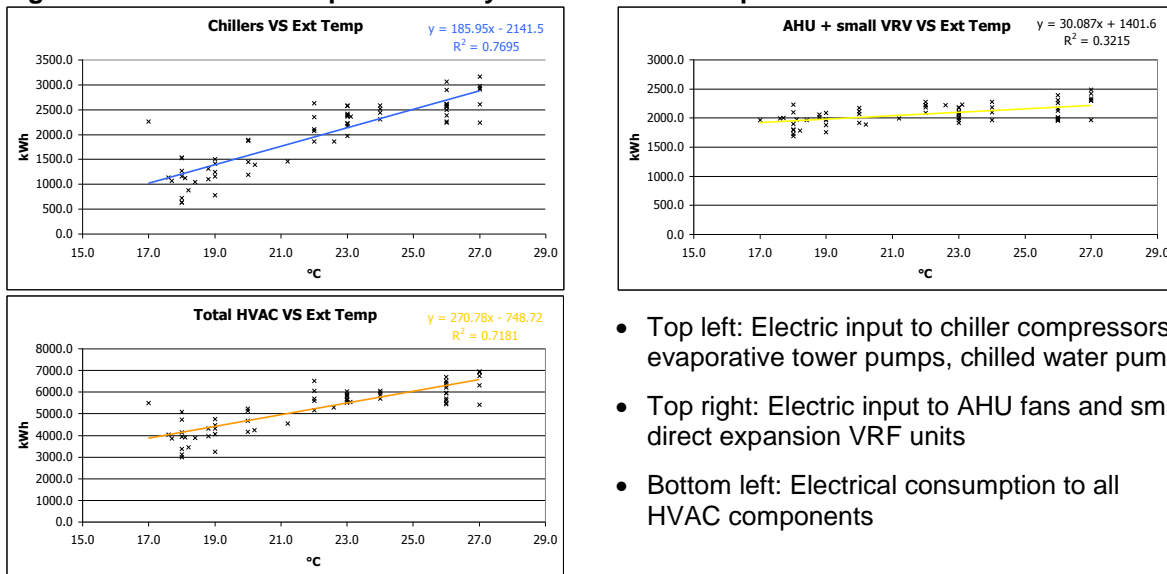 Chillers VS Ext Temp
y = 185.95x - 2141.5
R² = 0.7695
3500.0
3000.0
2500.0
2000.0
1500.0
1000.0
500.0
0.0
kWh
15.0 17.0 19.0 21.0 23.0 25.0 27.0 29.0
°C
AHU + small VRV VS Ext Temp
y = 30.087x + 1401.6
R² = 0.3215
3000.0
2500.0
2000.0
1500.0
1000.0
500.0
0.0
kWh
15.0 17.0 19.0 21.0 23.0 25.0 27.0 29.0
°C
Total HVAC VS Ext Temp
y = 270.78x - 748.72
R² = 0.7181
8000.0
7000.0
6000.0
5000.0
4000.0
3000.0
2000.0
1000.0
0.0
kWh
15.0 17.0 19.0 21.0 23.0 25.0 27.0 29.0
°C
• Top left: Electric input to chiller compressors
evaporative tower pumps, chilled water pum
• Top right: Electric input to AHU fans and sm
direct expansion VRF units
• Bottom left: Electrical consumption to all
HVAC components